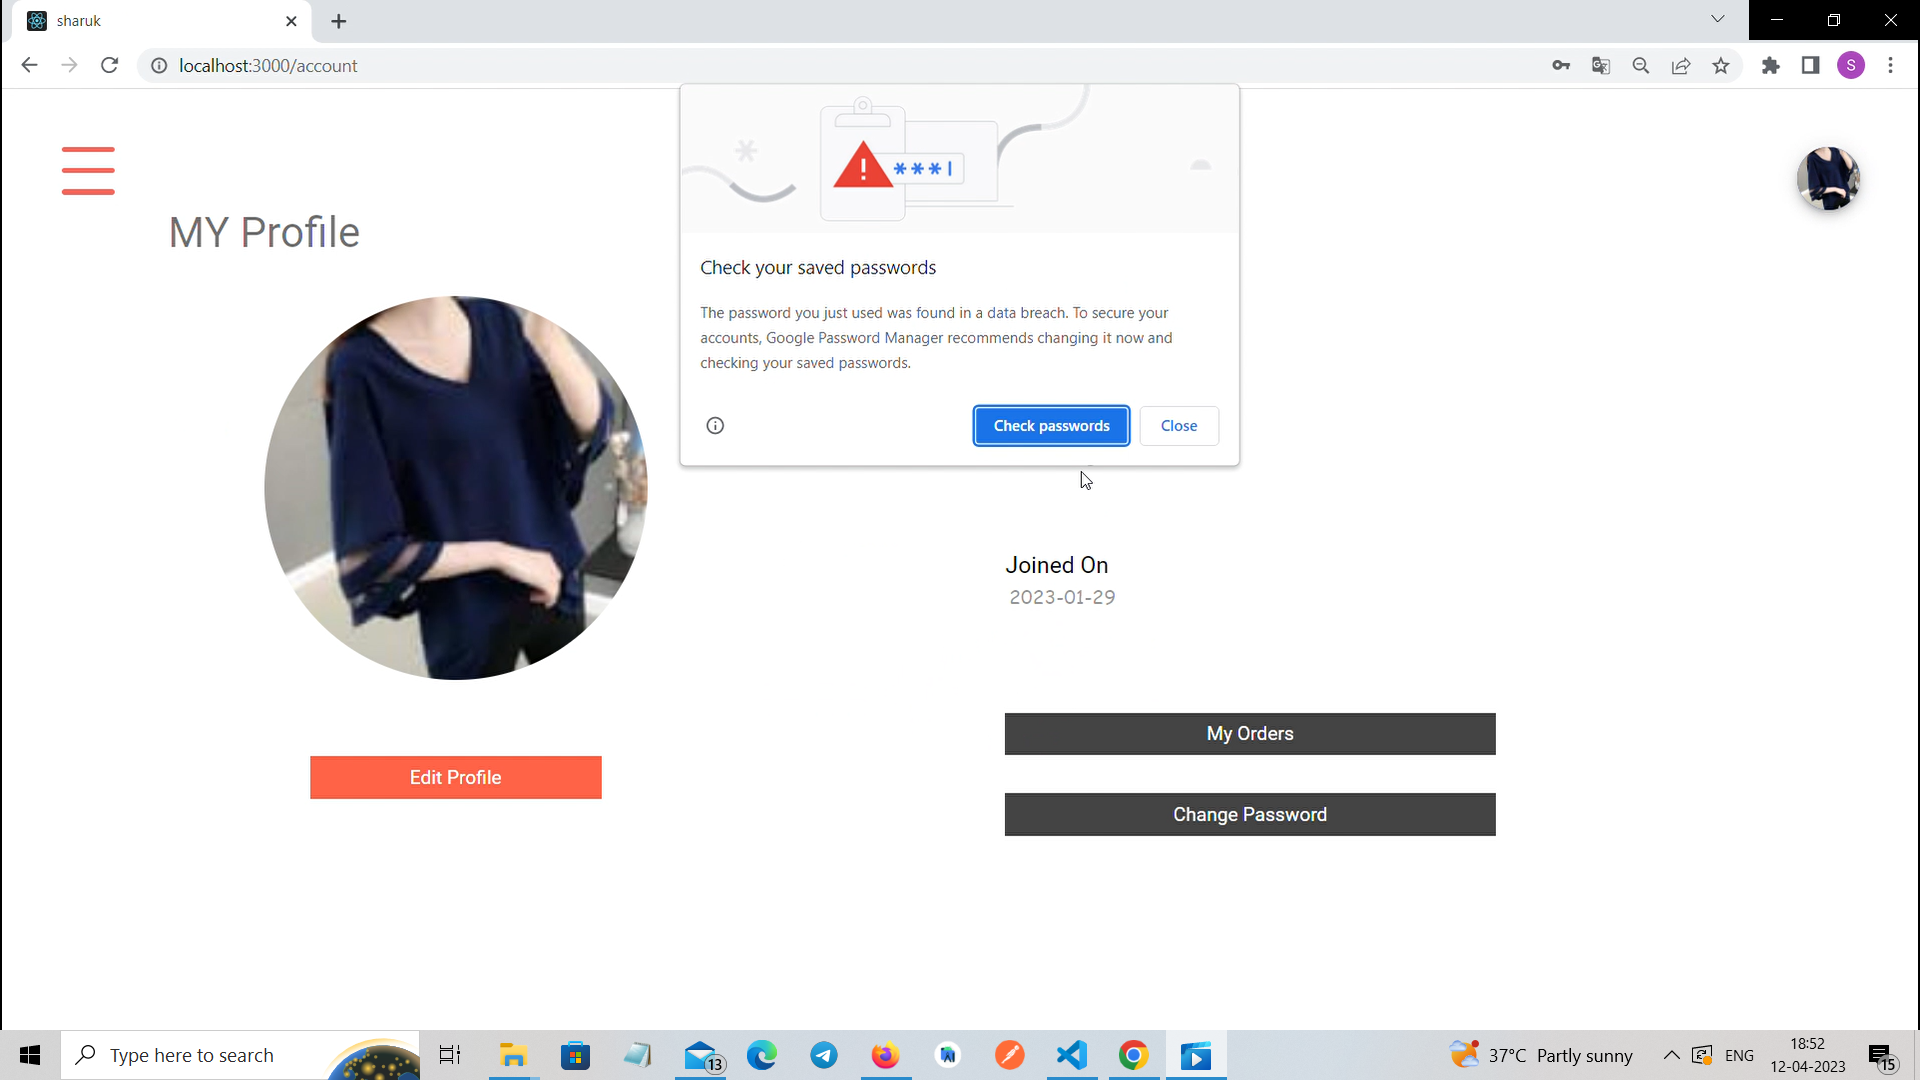 sharuk
localhost:3000/account
S
MY Profile
***|
Check your saved passwords
The password you just used was found in a data breach. To secure your
accounts, Google Password Manager recommends changing it now and
checking your saved passwords.
Check passwords
Close
Joined On
2023-01-29
My Orders
Edit Profile
Change Password
Type here to search
13
37°C Partly sunny
ENG
18:52
12-04-2023
15